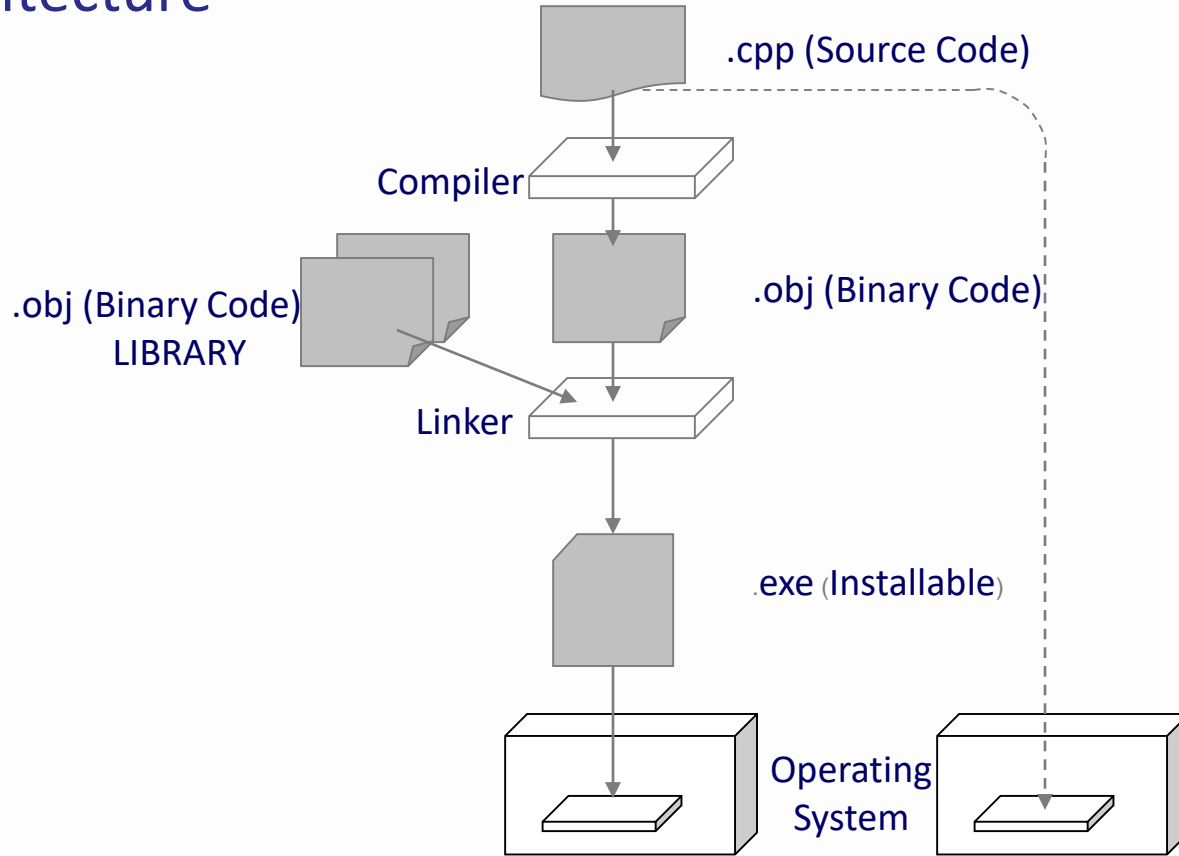 .cpp (Source Code)
Compiler
.obj (Binary Code)
LIBRARY
.obj (Binary Code)
Linker
.exe (Installable)
Operating
System